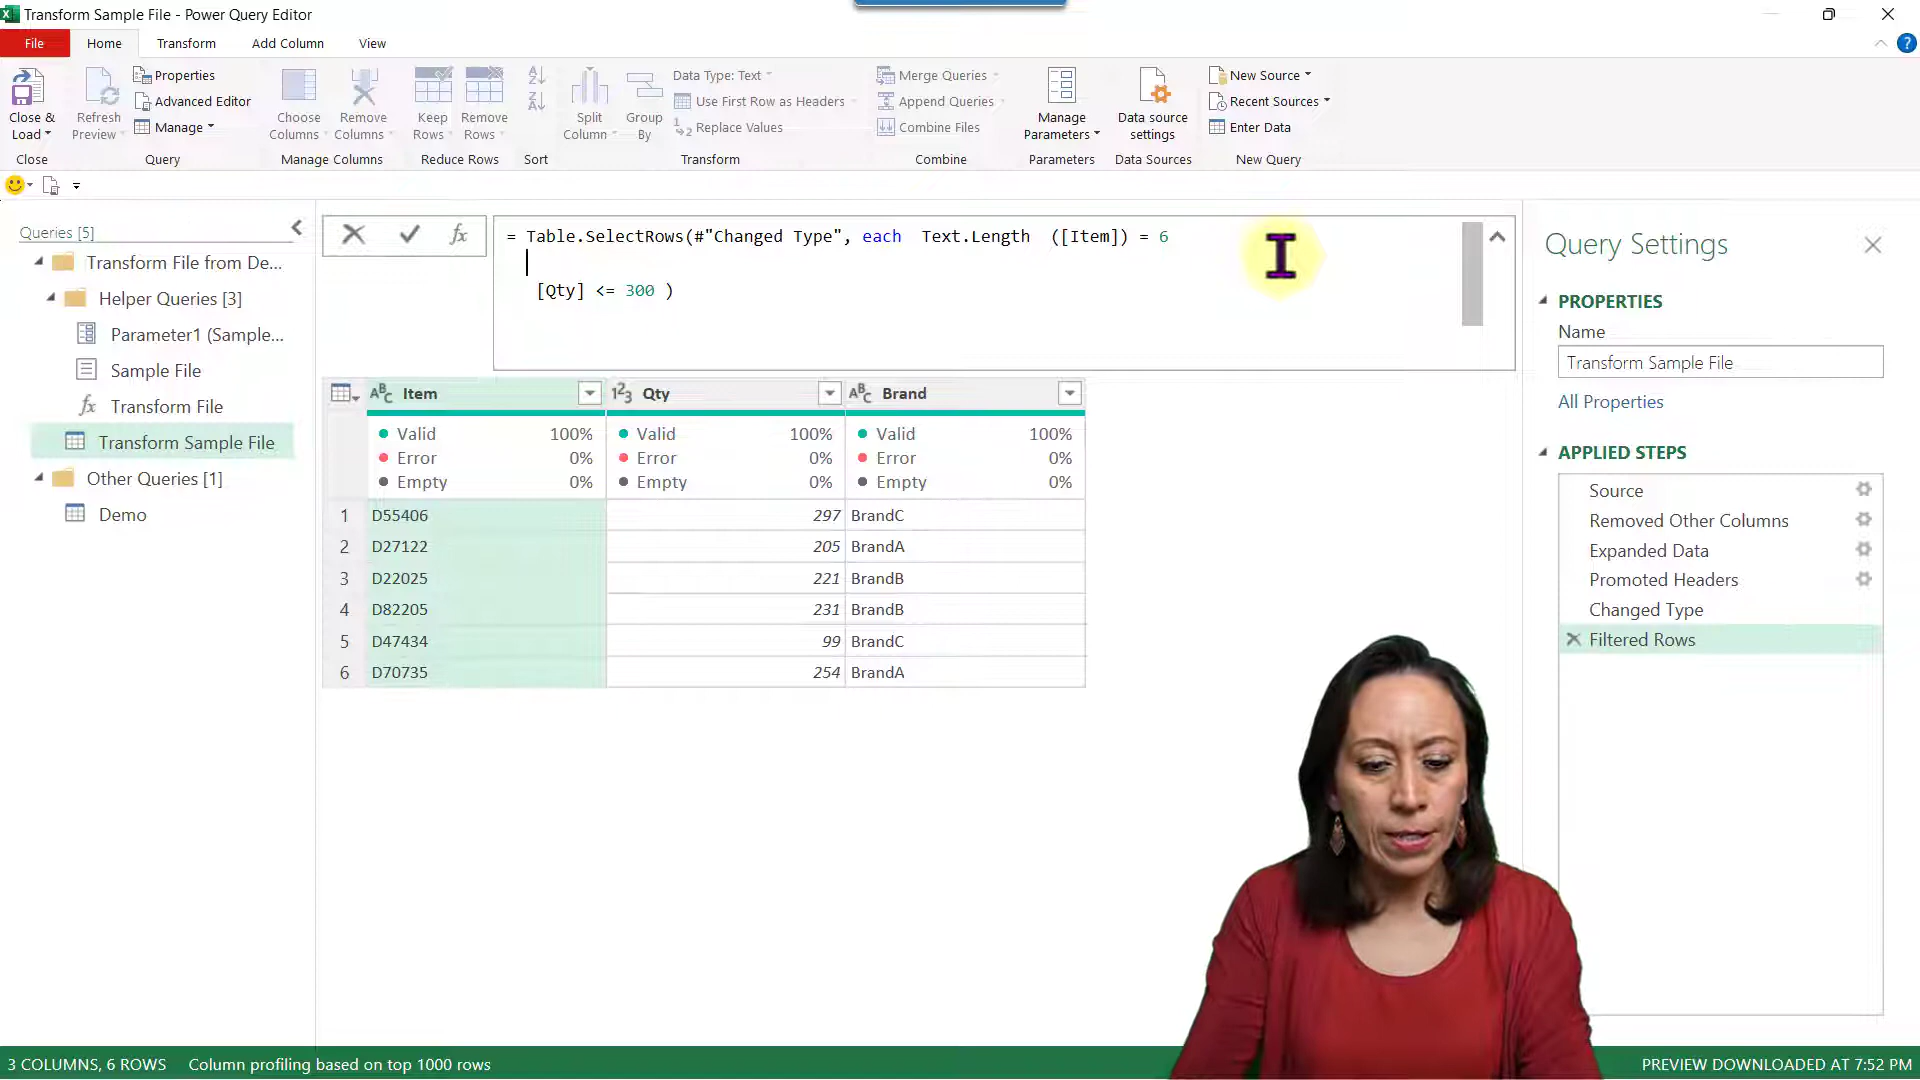 Transform Sample File - Power Query Editor
File Home Transform Add Column View
Close & Load
Close
Refresh Preview
Properties
Advanced Editor
Manage
Query
Choose Columns
Remove Columns
Manage Columns
Keep Rows
Remove Rows
Reduce Rows
Sort
Split Column
Group By
Data Type: Text
Use First Row as Headers
Replace Values
Transform
Merge Queries
Append Queries
Combine Files
Combine
Manage Parameters
Parameters
Data source settings
Data Sources
New Source
Recent Sources
Enter Data
New Query
Queries [5]
Transform File from De...
Helper Queries [3]
Parameter1 (Sample...
Sample File
fx Transform File
Transform Sample File
Other Queries [1]
Demo
fx
= Table.SelectRows(#"Changed Type", each Text.Length ([Item]) = 6
[Qty] <= 300 )
ABC Item 123 Qty ABC Brand
Valid 100% Valid 100% Valid 100%
Error 0% Error 0% Error 0%
Empty 0% Empty 0% Empty 0%
1 D55406 297 BrandC
2 D27122 205 BrandA
3 D22025 221 BrandB
4 D82205 231 BrandB
5 D47434 99 BrandC
6 D70735 254 BrandA
Query Settings
PROPERTIES
Name
Transform Sample File
All Properties
APPLIED STEPS
Source
Removed Other Columns
Expanded Data
Promoted Headers
Changed Type
Filtered Rows
3 COLUMNS, 6 ROWS Column profiling based on top 1000 rows
PREVIEW DOWNLOADED AT 7:52 PM